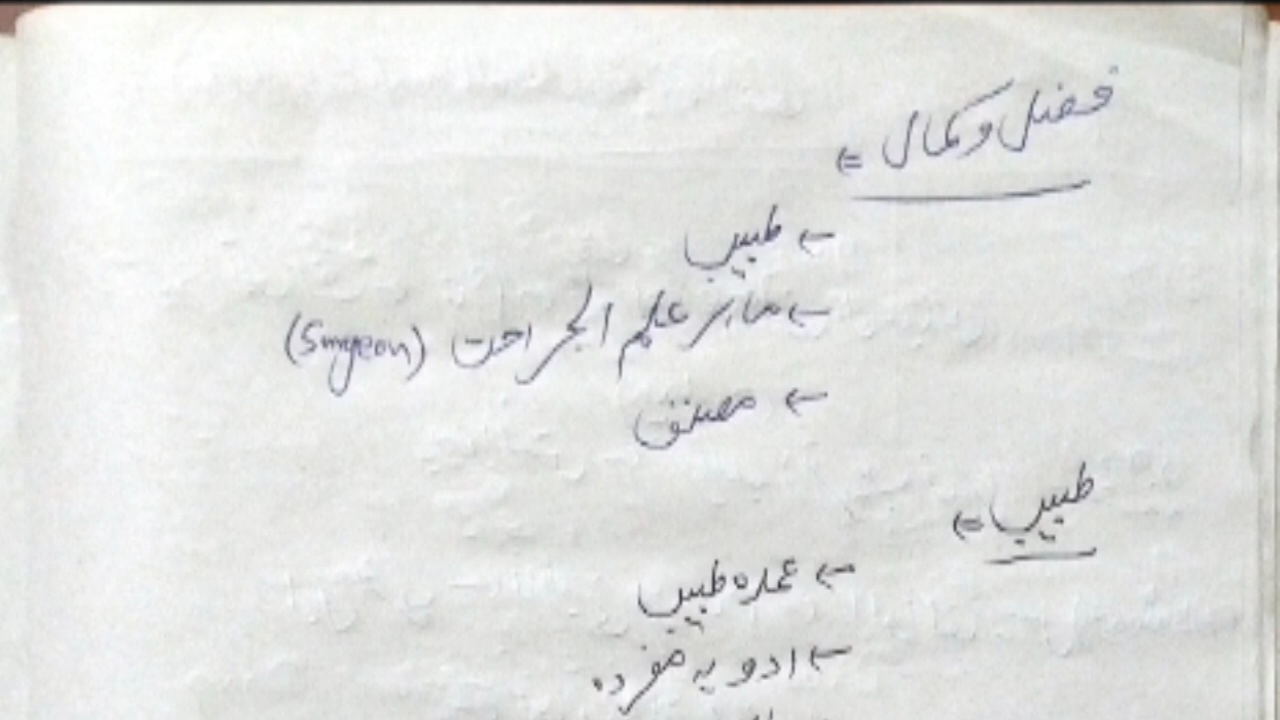 فضل و کمال ⇐
← طبیب
← ماہر علم الجراحت (Surgeon)
← مصنف
طبیب ⇐
← عمدہ طبیب
← ادویہ مفردہ